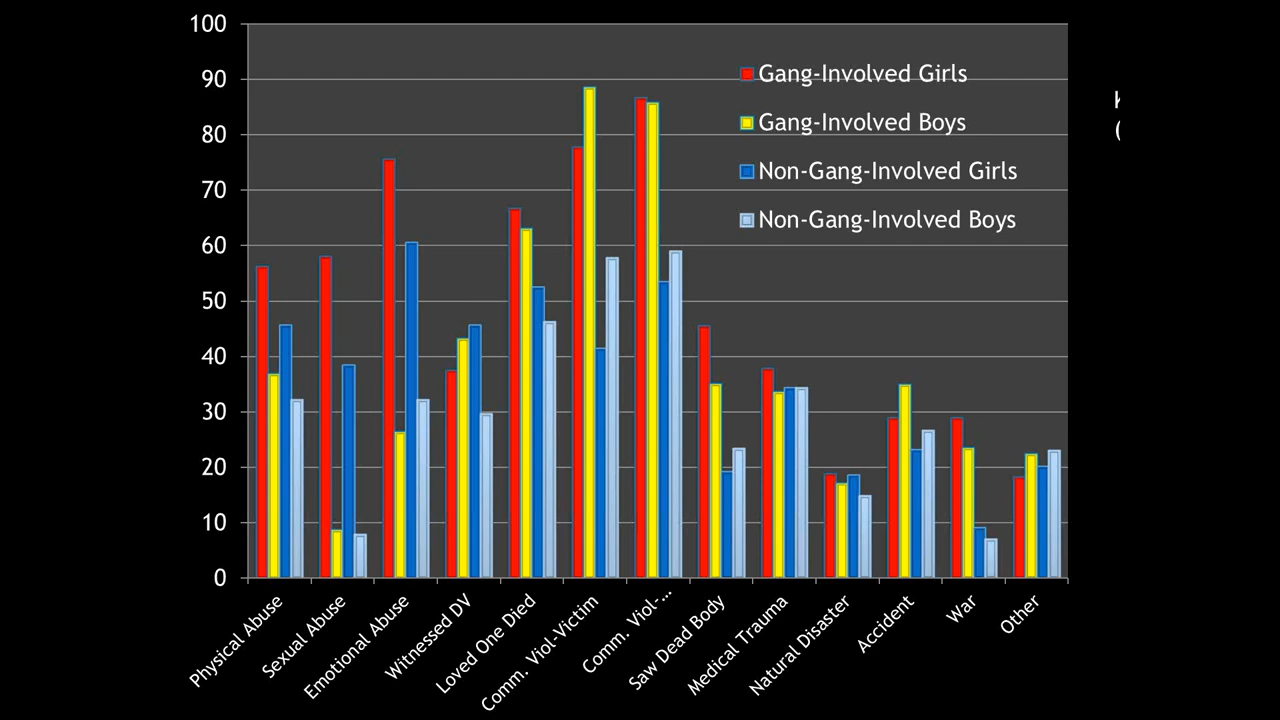 100
90
80
70
60
50
40
30
20
10
0
Gang-Involved Girls
Gang-Involved Boys
Non-Gang-Involved Girls
Non-Gang-Involved Boys
Physical Abuse
Sexual Abuse
Emotional Abuse
Witnessed DV
Loved One Died
Comm. Viol-Victim
Comm. Viol-...
Saw Dead Body
Medical Trauma
Natural Disaster
Accident
War
Other